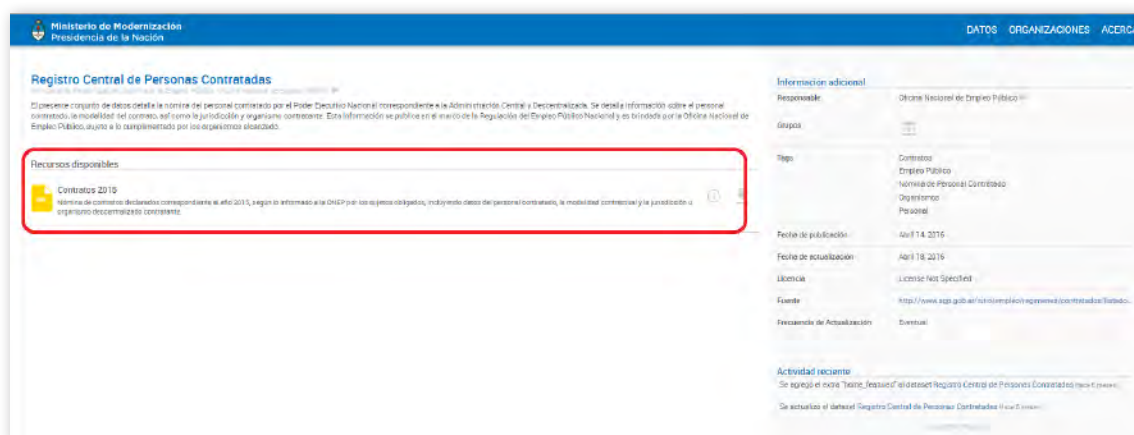 Ministerio de Modernización
Presidencia de la Nación
DATOS ORGANIZACIONES ACERCA
Registro Central de Personas Contratadas
El presente conjunto de datos detalla la nómina del personal contratado por el Poder Ejecutivo Nacional correspondiente a la Administración Central y Descentralizada. Se detalla información sobre el personal
contratado, la modalidad del contrato, así como la jurisdicción y organismo contratante. Esta información se publica en el marco de la Regulación del Empleo Público Nacional y es brindada por la Oficina Nacional de
Empleo Público, sujeto a lo cumplimentado por los organismos alcanzados.
Recursos disponibles
Contratos 2015
Nómina de contratos declarados correspondiente al año 2015, según lo informado a la ONEP por los sujetos obligados, incluyendo datos del personal contratado, la modalidad contractual y la jurisdicción u
organismo descentralizado contratante.
Información adicional
Responsable Oficina Nacional de Empleo Público
Grupos
Tags Contratos
Empleo Público
Nómina de Personal Contratado
Organismos
Personal
Fecha de publicación Abril 14, 2016
Fecha de actualización Abril 18, 2016
Licencia License Not Specified
Fuente
Frecuencia de Actualización Eventual
Actividad reciente
Se agregó el extra "home_featured" al dataset Registro Central de Personas Contratadas
Se actualizó el dataset Registro Central de Personas Contratadas